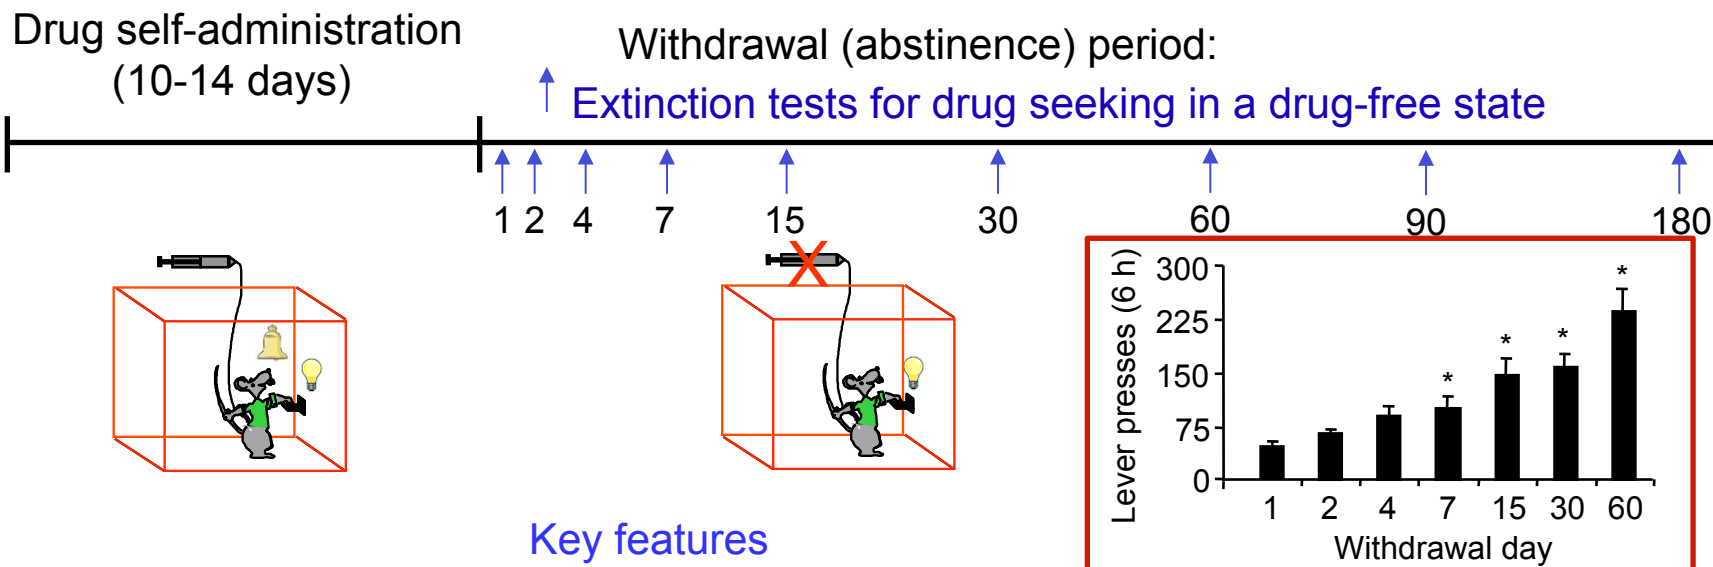 Drug self-administration
(10-14 days)
Withdrawal (abstinence) period:
Extinction tests for drug seeking in a drug-free state
1 2 4 7 15 30 60 90 180
Lever presses (6 h)
300
225
150
75
0
* * * *
1 2 4 7 15 30 60
Withdrawal day
Key features